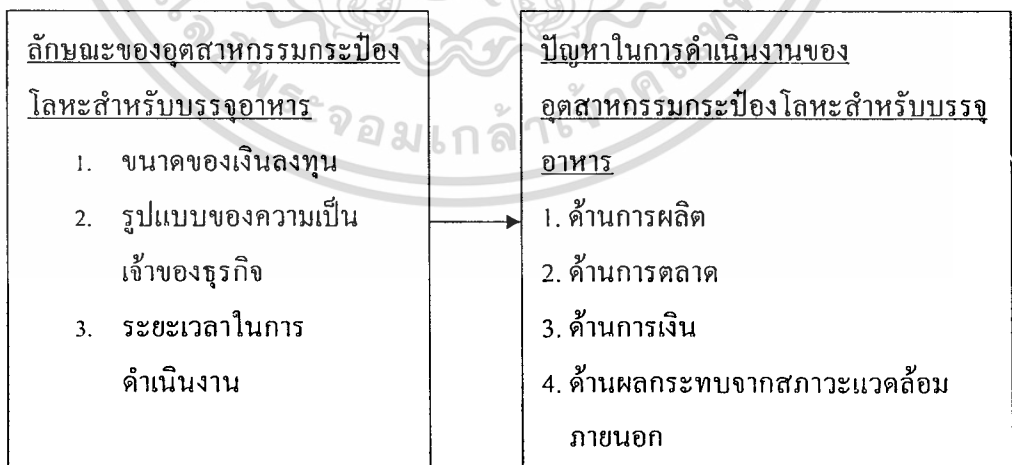 ลักษณะของอุตสาหกรรมกระป๋อง
โลหะสำหรับบรรจุอาหาร
1. ขนาดของเงินลงทุน
2. รูปแบบของความเป็น
เจ้าของธุรกิจ
3. ระยะเวลาในการ
ดำเนินงาน
ปัญหาในการดำเนินงานของ
อุตสาหกรรมกระป๋องโลหะสำหรับบรรจุ
อาหาร
1. ด้านการผลิต
2. ด้านการตลาด
3. ด้านการเงิน
4. ด้านผลกระทบจากสภาวะแวดล้อม
ภายนอก